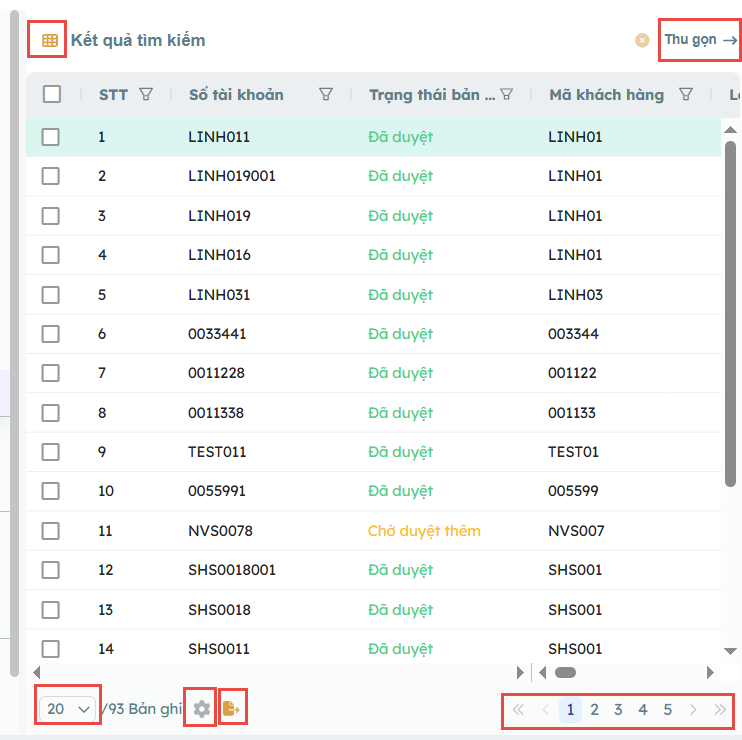 Kết quả tìm kiếm
Thu gọn
STT Số tài khoản Trạng thái bản ... Mã khách hàng
1 LINH011 Đã duyệt LINH01
2 LINH019001 Đã duyệt LINH01
3 LINH019 Đã duyệt LINH01
4 LINH016 Đã duyệt LINH01
5 LINH031 Đã duyệt LINH03
6 0033441 Đã duyệt 003344
7 0011228 Đã duyệt 001122
8 0011338 Đã duyệt 001133
9 TEST011 Đã duyệt TEST01
10 0055991 Đã duyệt 005599
11 NVS0078 Chờ duyệt thêm NVS007
12 SHS0018001 Đã duyệt SHS001
13 SHS0018 Đã duyệt SHS001
14 SHS0011 Đã duyệt SHS001
20 /93 Bản ghi 1 2 3 4 5